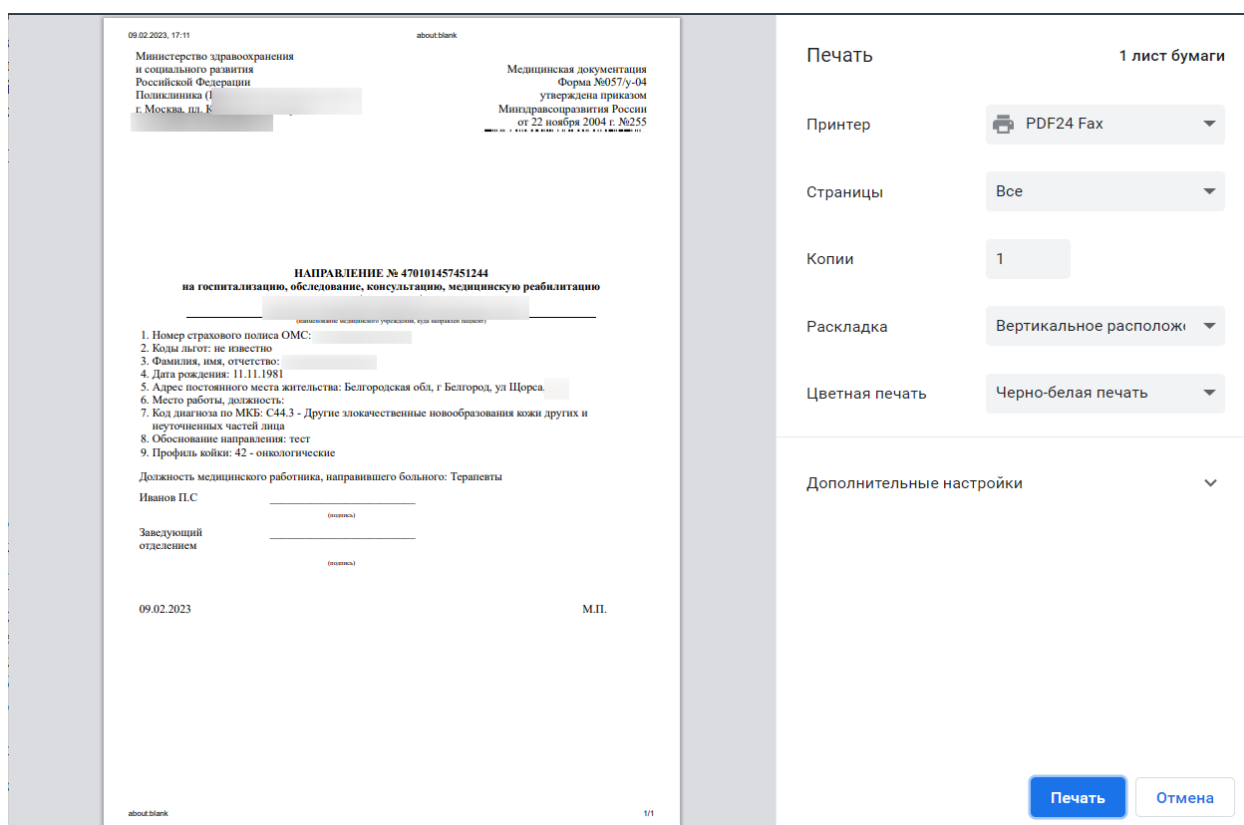 09.02.2023, 17:11
about:blank
Министерство здравоохранения
и социального развития
Российской Федерации
Поликлиника (
г. Москва, пл. К
Медицинская документация
Форма №057/у-04
утверждена приказом
Минздравсоцразвития России
от 22 ноября 2004 г. №255
НАПРАВЛЕНИЕ № 470101457451244
на госпитализацию, обследование, консультацию, медицинскую реабилитацию
(наименование медицинского учреждения, куда направлен пациент)
1. Номер страхового полиса ОМС:
2. Коды льгот: не известно
3. Фамилия, имя, отчетство:
4. Дата рождения: 11.11.1981
5. Адрес постоянного места жительства: Белгородская обл, г Белгород, ул Щорса.
6. Место работы, должность:
7. Код диагноза по МКБ: C44.3 - Другие злокачественные новообразования кожи других и
неуточненных частей лица
8. Обоснование направления: тест
9. Профиль койки: 42 - онкологические
Должность медицинского работника, направившего больного: Терапевты
Иванов П.С
(подпись)
Заведующий
отделением
(подпись)
09.02.2023
М.П.
about:blank
1/1
Печать
1 лист бумаги
Принтер
PDF24 Fax
Страницы
Все
Копии
1
Раскладка
Вертикальное располож
Цветная печать
Черно-белая печать
Дополнительные настройки
Печать
Отмена